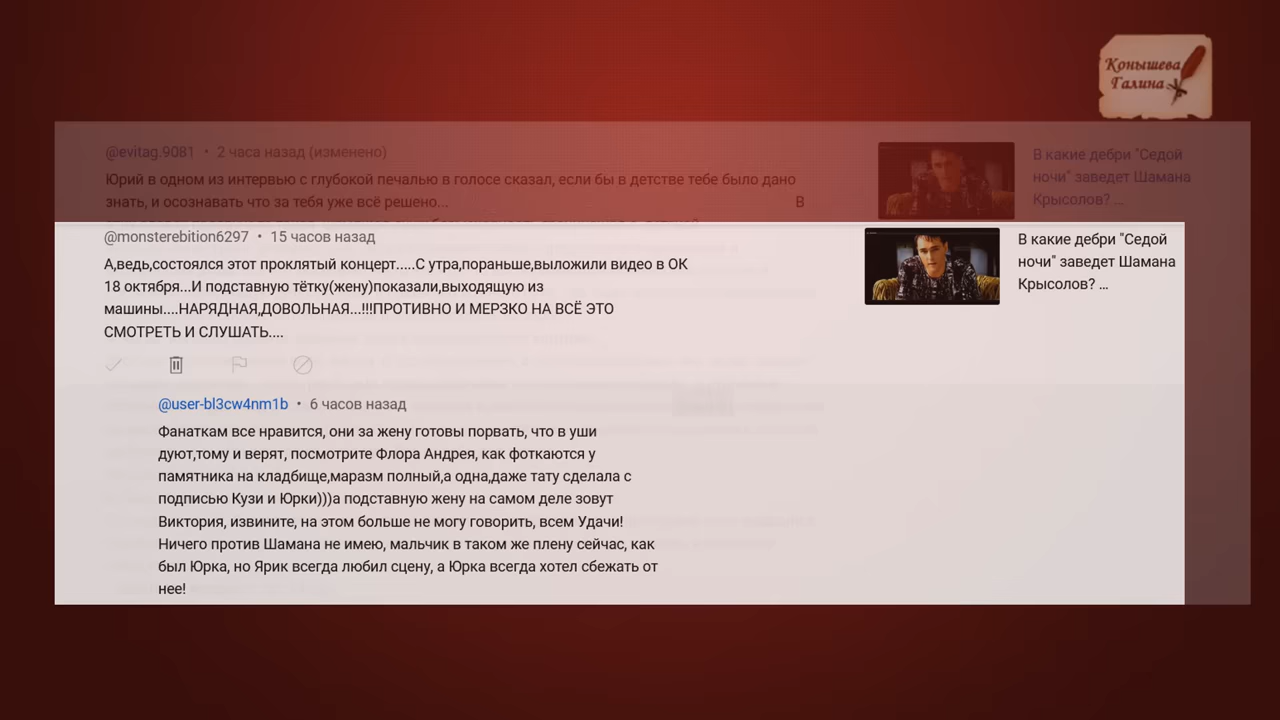 Конышева
Галина
@evitag.9081 • 2 часа назад (изменено)
Юрий в одном из интервью с глубокой печалью в голосе сказал, если бы в детстве тебе было дано
знать, и осознавать что за тебя уже всё решено... В
В какие дебри "Седой
ночи" заведет Шамана
Крысолов? ...
@monsterebition6297 • 15 часов назад
А,ведь,состоялся этот проклятый концерт.....С утра,пораньше,выложили видео в ОК
18 октября...И подставную тётку(жену)показали,выходящую из
машины....НАРЯДНАЯ,ДОВОЛЬНАЯ...!!!ПРОТИВНО И МЕРЗКО НА ВСЁ ЭТО
СМОТРЕТЬ И СЛУШАТЬ....
В какие дебри "Седой
ночи" заведет Шамана
Крысолов? ...
@user-bl3cw4nm1b • 6 часов назад
Фанаткам все нравится, они за жену готовы порвать, что в уши
дуют,тому и верят, посмотрите Флора Андрея, как фоткаются у
памятника на кладбище,маразм полный,а одна,даже тату сделала с
подписью Кузи и Юрки)))а подставную жену на самом деле зовут
Виктория, извините, на этом больше не могу говорить, всем Удачи!
Ничего против Шамана не имею, мальчик в таком же плену сейчас, как
был Юрка, но Ярик всегда любил сцену, а Юрка всегда хотел сбежать от
нее!